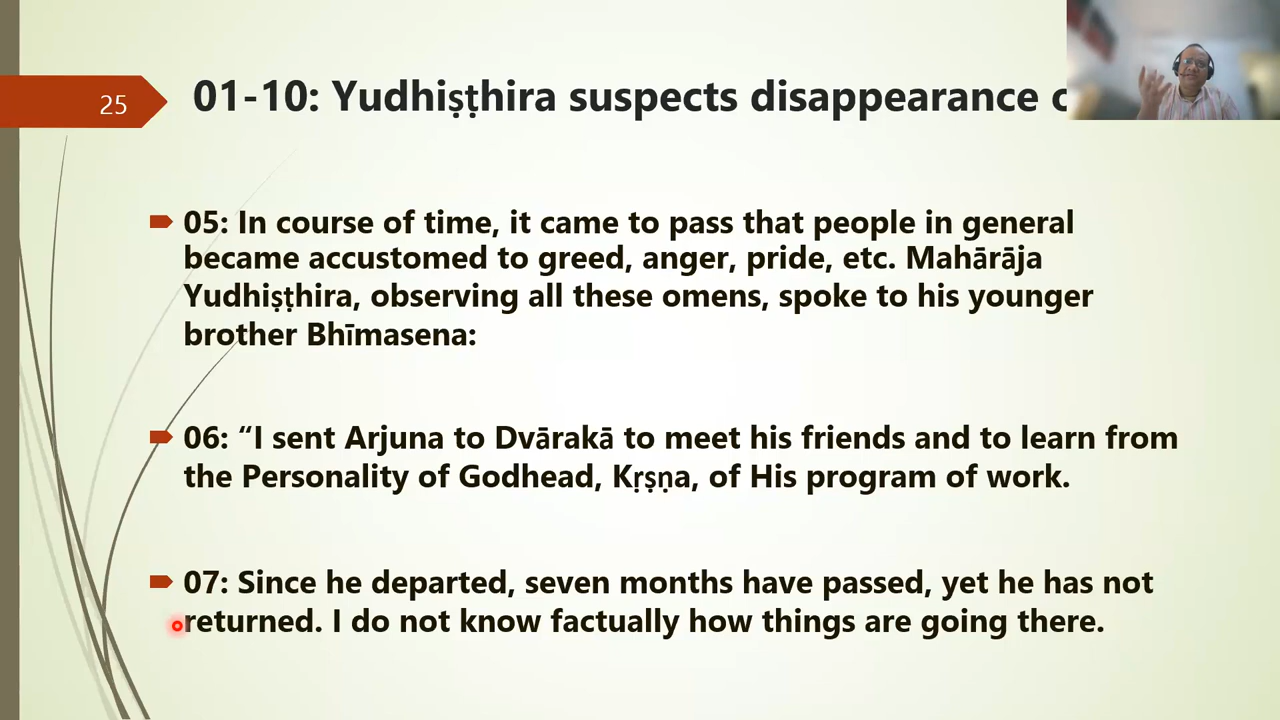 25
01-10: Yudhiṣṭhira suspects disappearance
05: In course of time, it came to pass that people in general
became accustomed to greed, anger, pride, etc. Mahārāja
Yudhiṣṭhira, observing all these omens, spoke to his younger
brother Bhīmasena:
06: “I sent Arjuna to Dvārakā to meet his friends and to learn from
the Personality of Godhead, Kṛṣṇa, of His program of work.
07: Since he departed, seven months have passed, yet he has not
returned. I do not know factually how things are going there.